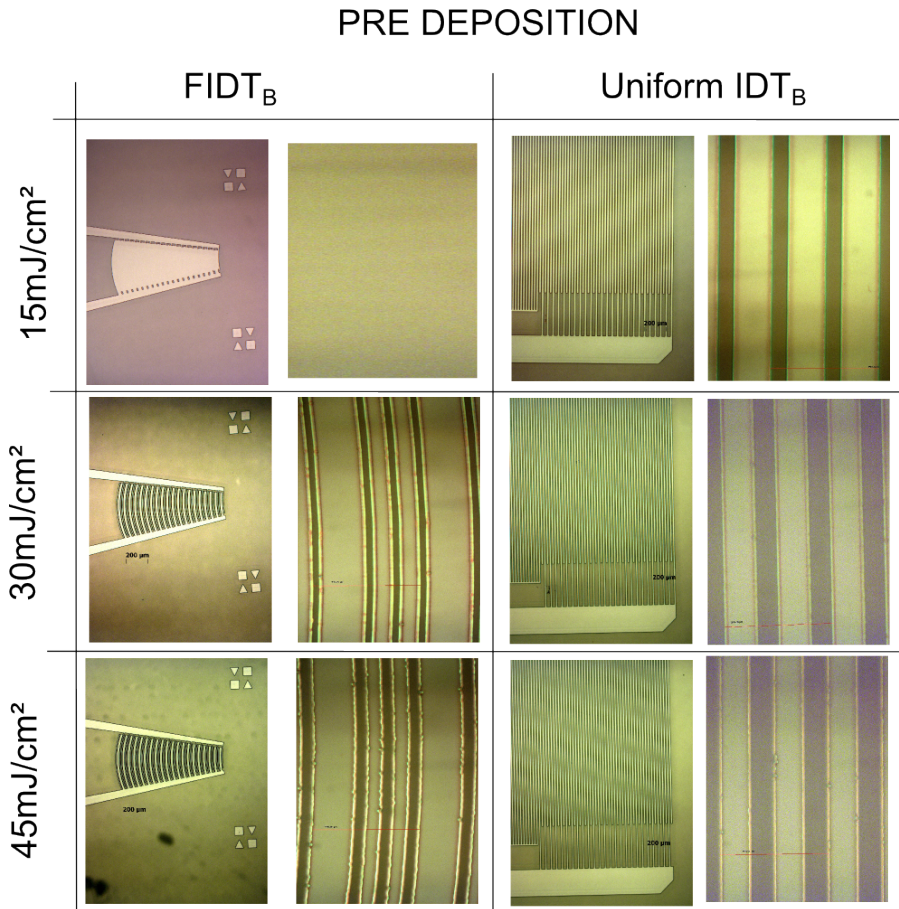 PRE DEPOSITION
FIDT_B
Uniform IDT_B
15mJ/cm²
200 µm
30mJ/cm²
200 µm
200 µm
45mJ/cm²
200 µm
200 µm